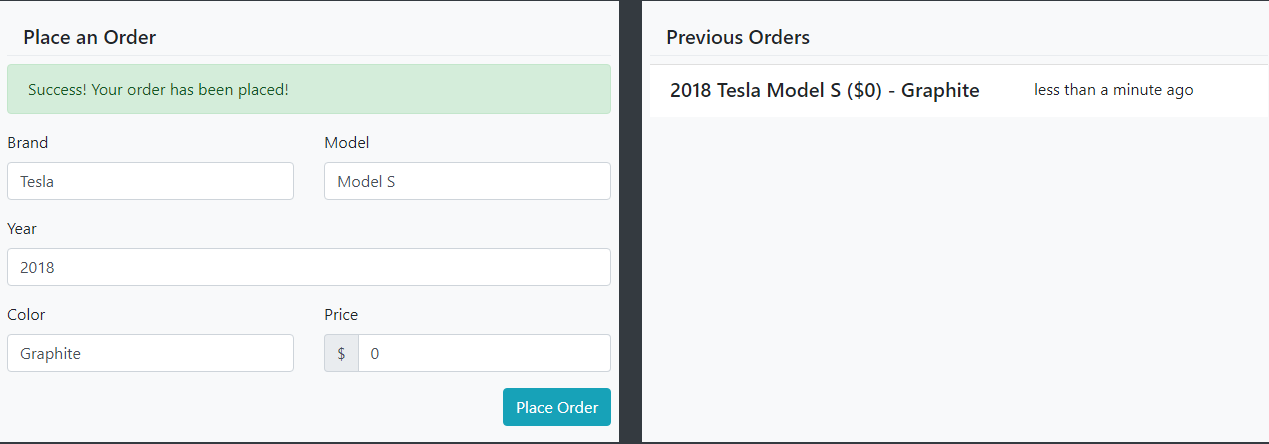 Place an Order
Success! Your order has been placed!
Brand
Model
Tesla
Model S
Year
2018
Color
Price
Graphite
$ 0
Place Order
Previous Orders
2018 Tesla Model S ($0) - Graphite
less than a minute ago